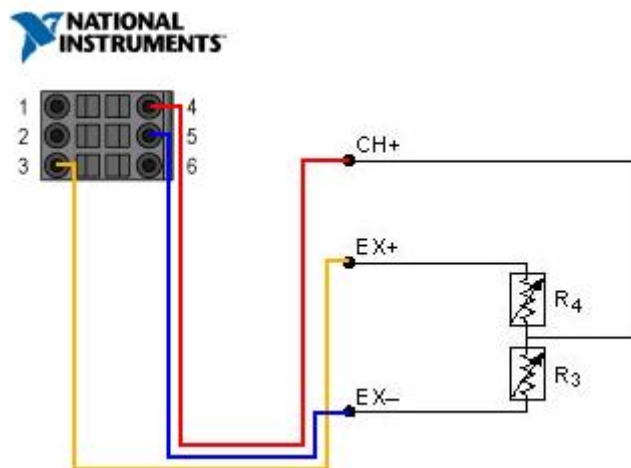 NATIONAL
INSTRUMENTS
1 4
2 5
3 6
CH+
EX+
R4
R3
EX–